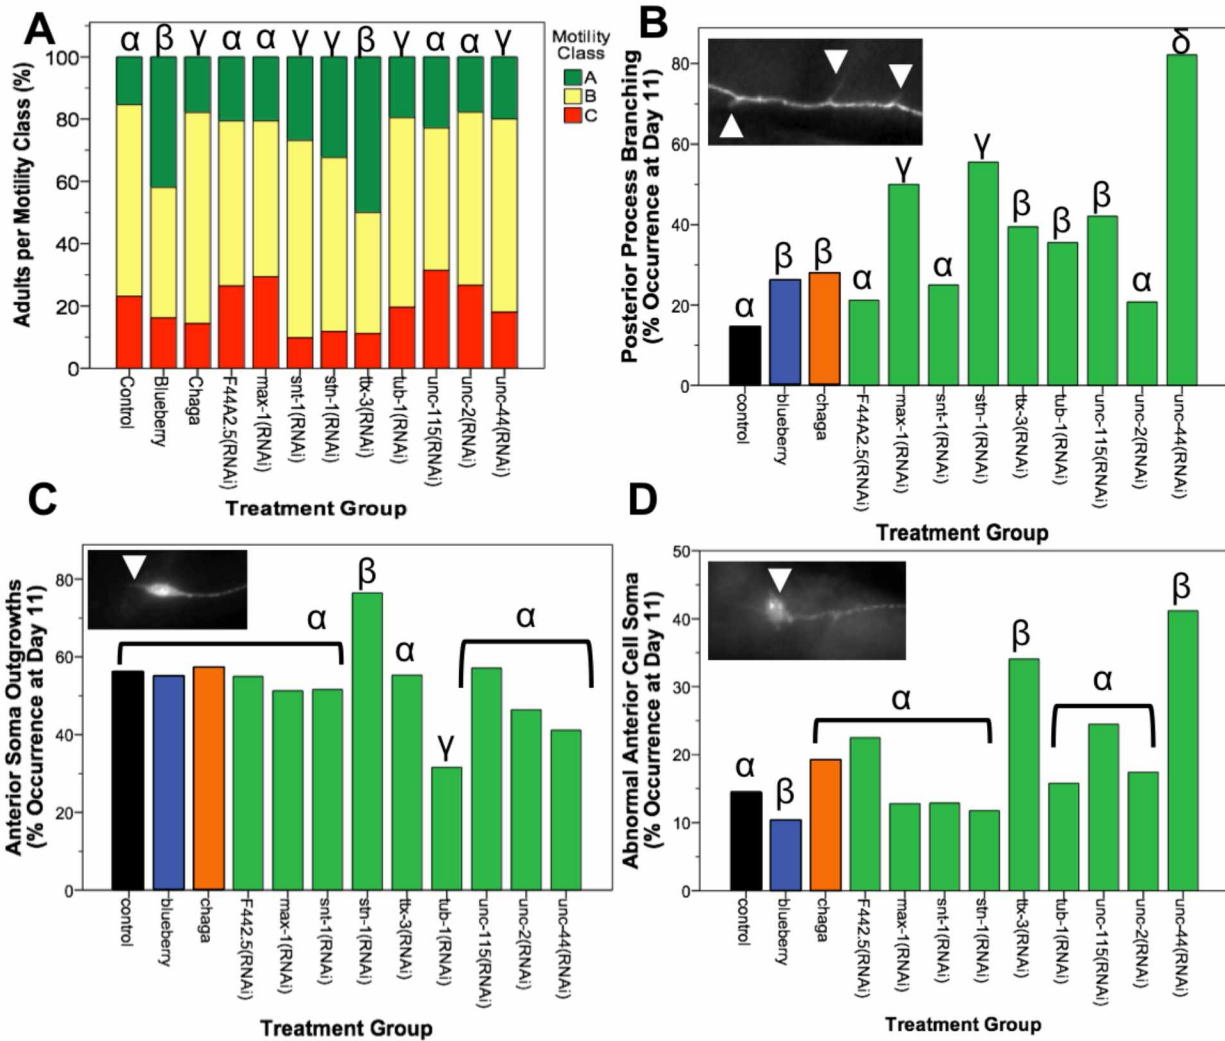 A
α β γ α α γ γ β γ α α γ
Motility
Class
A
B
C
Adults per Motility Class (%)
100
80
60
40
20
0
Control
Blueberry
Chaga
F44A2.5(RNAi)
max-1(RNAi)
snt-1(RNAi)
stn-1(RNAi)
ttx-3(RNAi)
tub-1(RNAi)
unc-115(RNAi)
unc-2(RNAi)
unc-44(RNAi)
Treatment Group
B
Posterior Process Branching
(% Occurrence at Day 11)
80
60
40
20
0
α
β
β
α
γ
α
γ
β
β
β
α
δ
control
blueberry
chaga
F44A2.5(RNAi)
max-1(RNAi)
snt-1(RNAi)
stn-1(RNAi)
ttx-3(RNAi)
tub-1(RNAi)
unc-115(RNAi)
unc-2(RNAi)
unc-44(RNAi)
Treatment Group
C
Anterior Soma Outgrowths
(% Occurrence at Day 11)
80
60
40
20
0
α
β
α
γ
α
control
blueberry
chaga
F442.5(RNAi)
max-1(RNAi)
snt-1(RNAi)
stn-1(RNAi)
ttx-3(RNAi)
tub-1(RNAi)
unc-115(RNAi)
unc-2(RNAi)
unc-44(RNAi)
Treatment Group
D
Abnormal Anterior Cell Soma
(% Occurrence at Day 11)
50
40
30
20
10
0
α
β
α
β
α
β
control
blueberry
chaga
F442.5(RNAi)
max-1(RNAi)
snt-1(RNAi)
stn-1(RNAi)
ttx-3(RNAi)
tub-1(RNAi)
unc-115(RNAi)
unc-2(RNAi)
unc-44(RNAi)
Treatment Group